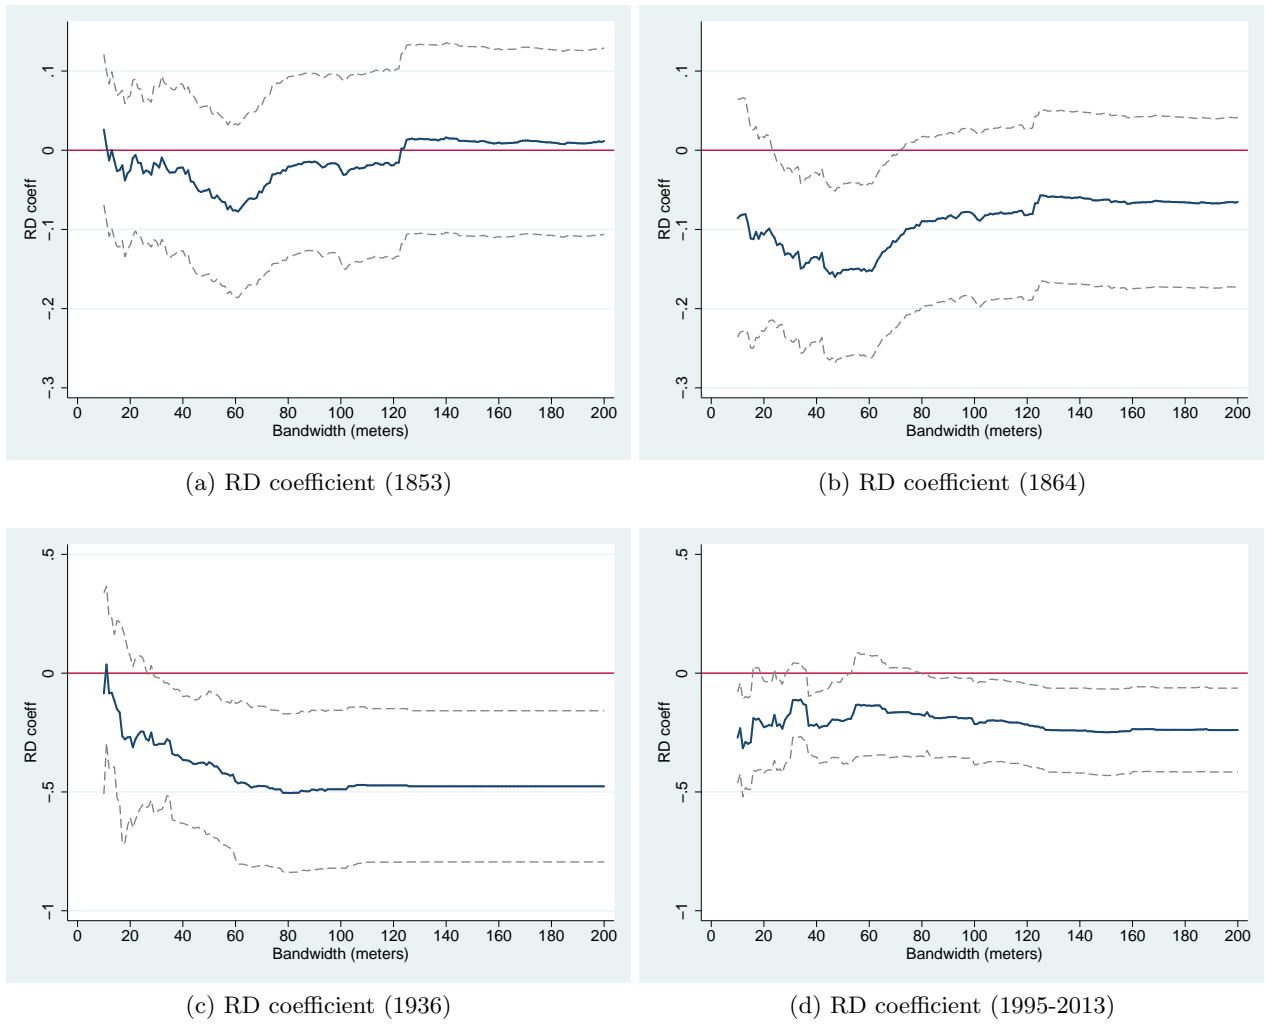 .1
0
-.1
-.2
-.3
RD coeff
0 20 40 60 80 100 120 140 160 180 200
Bandwidth (meters)
(a) RD coefficient (1853)
.1
0
-.1
-.2
-.3
RD coeff
0 20 40 60 80 100 120 140 160 180 200
Bandwidth (meters)
(b) RD coefficient (1864)
.5
0
-.5
-1
RD coeff
0 20 40 60 80 100 120 140 160 180 200
Bandwidth (meters)
(c) RD coefficient (1936)
.5
0
-.5
-1
RD coeff
0 20 40 60 80 100 120 140 160 180 200
Bandwidth (meters)
(d) RD coefficient (1995-2013)